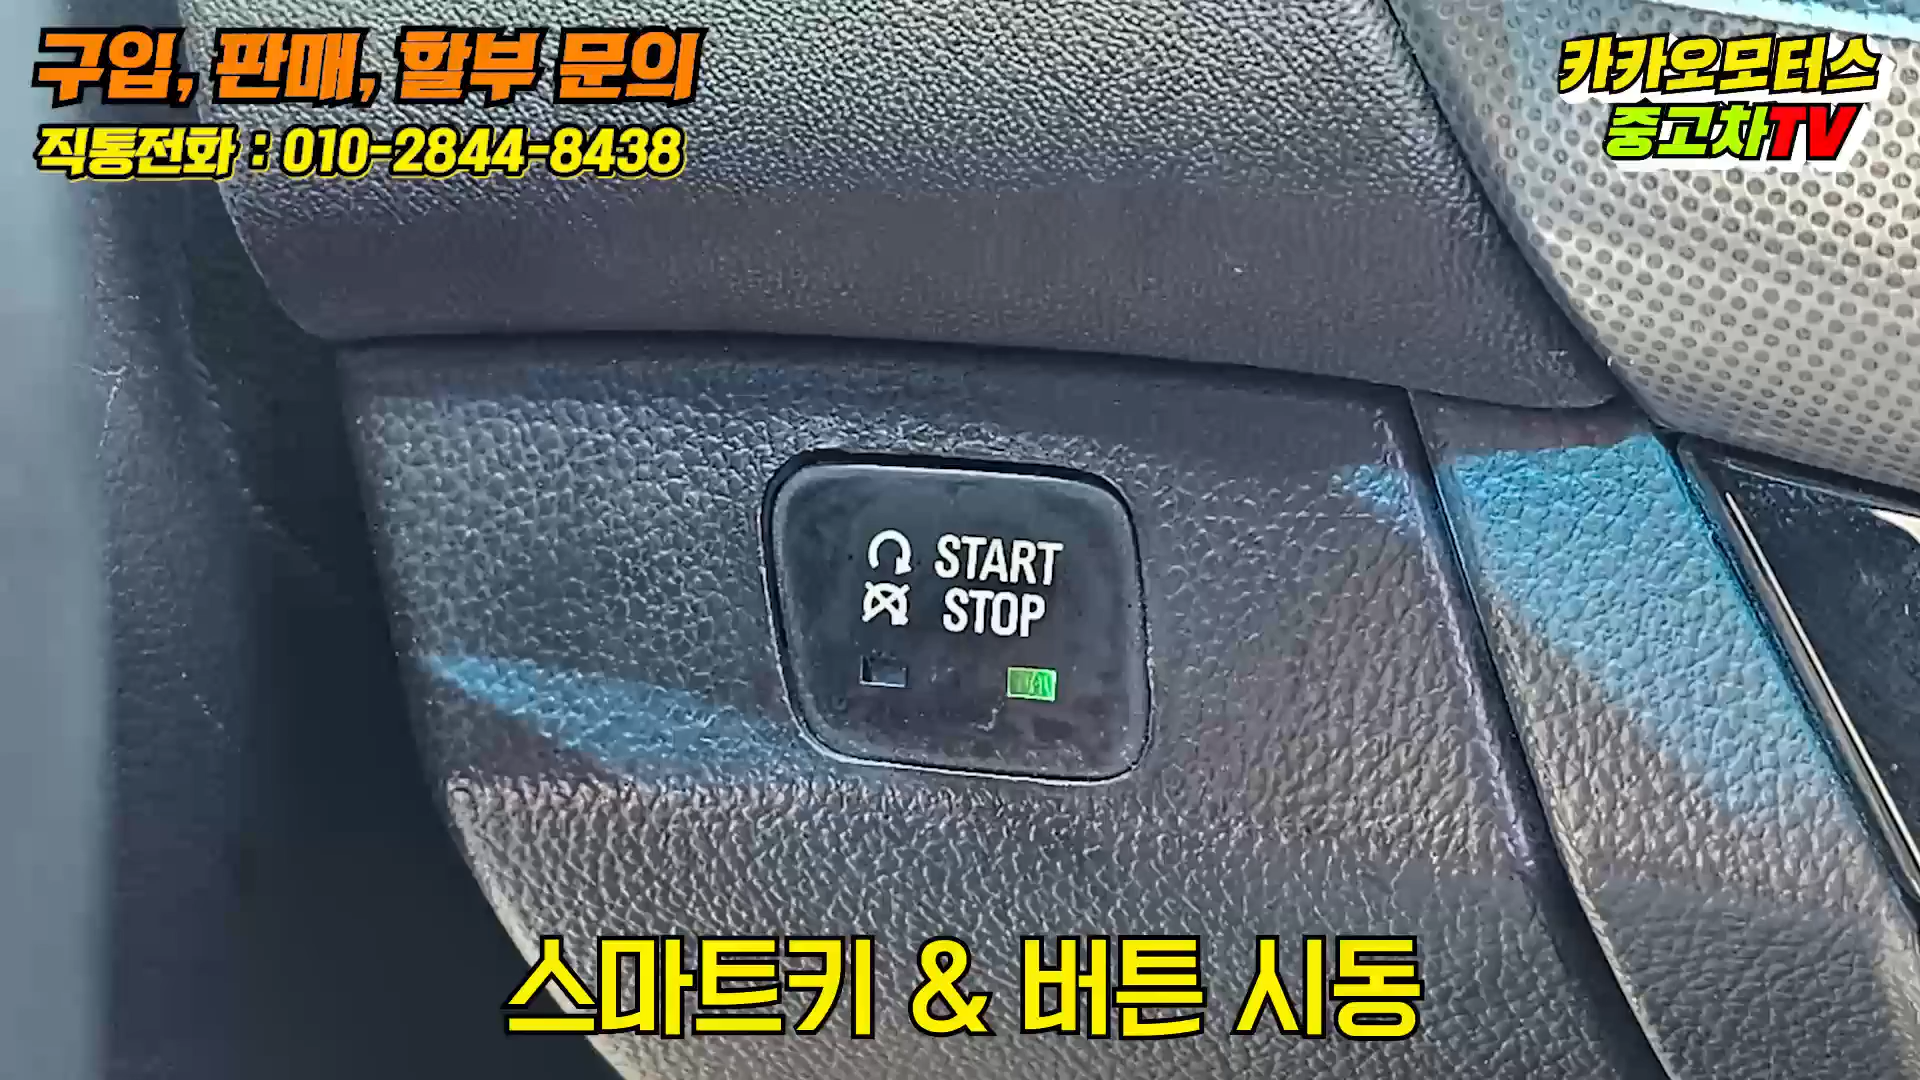 구입, 판매, 할부 문의
직통전화 : 010-2844-8438
카카오모터스
중고차TV
START
STOP
스마트키 & 버튼 시동